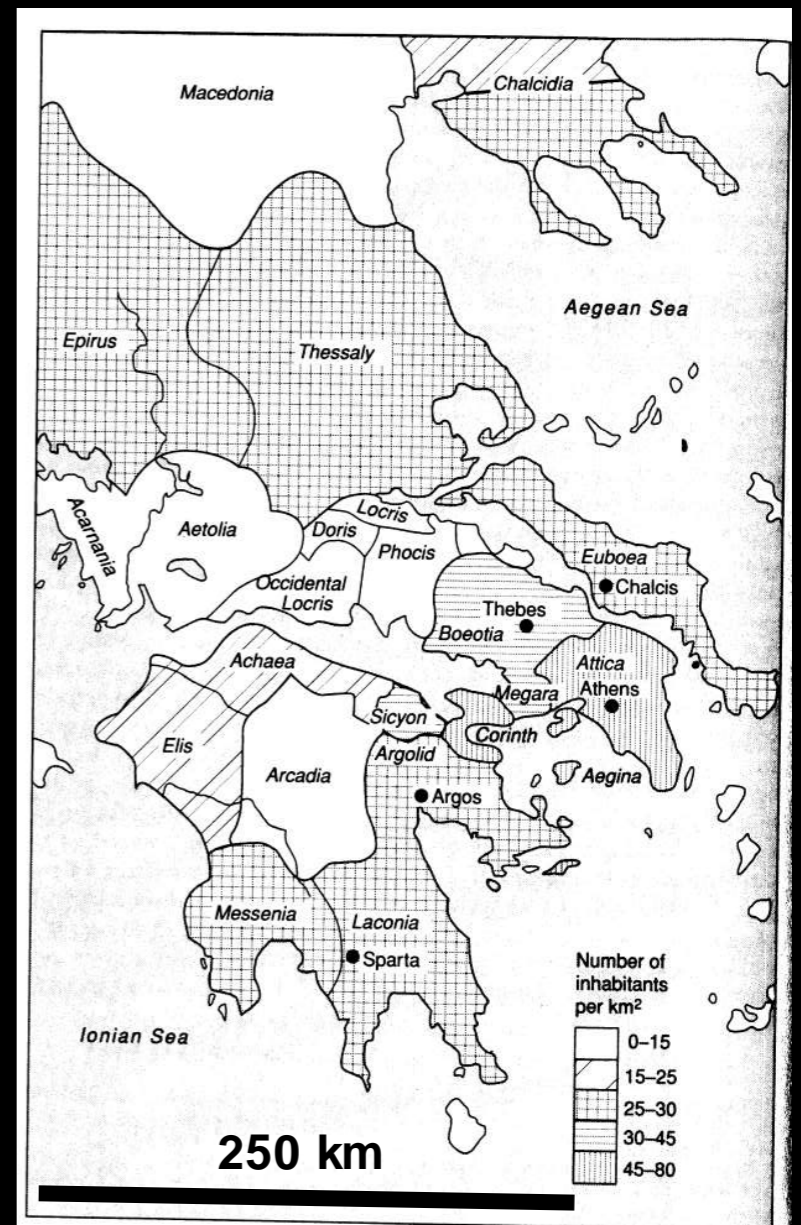 Macedonia
Chalcidia
Aegean Sea
Epirus
Thessaly
Acarnania
Aetolia
Locris
Doris
Phocis
Occidental
Locris
Euboea
Chalcis
Thebes
Boeotia
Attica
Athens
Megara
Achaea
Sicyon
Corinth
Elis
Argolid
Arcadia
Aegina
Argos
Messenia
Laconia
Sparta
Ionian Sea
Number of
inhabitants
per km²
0–15
15–25
25–30
30–45
45–80
250 km